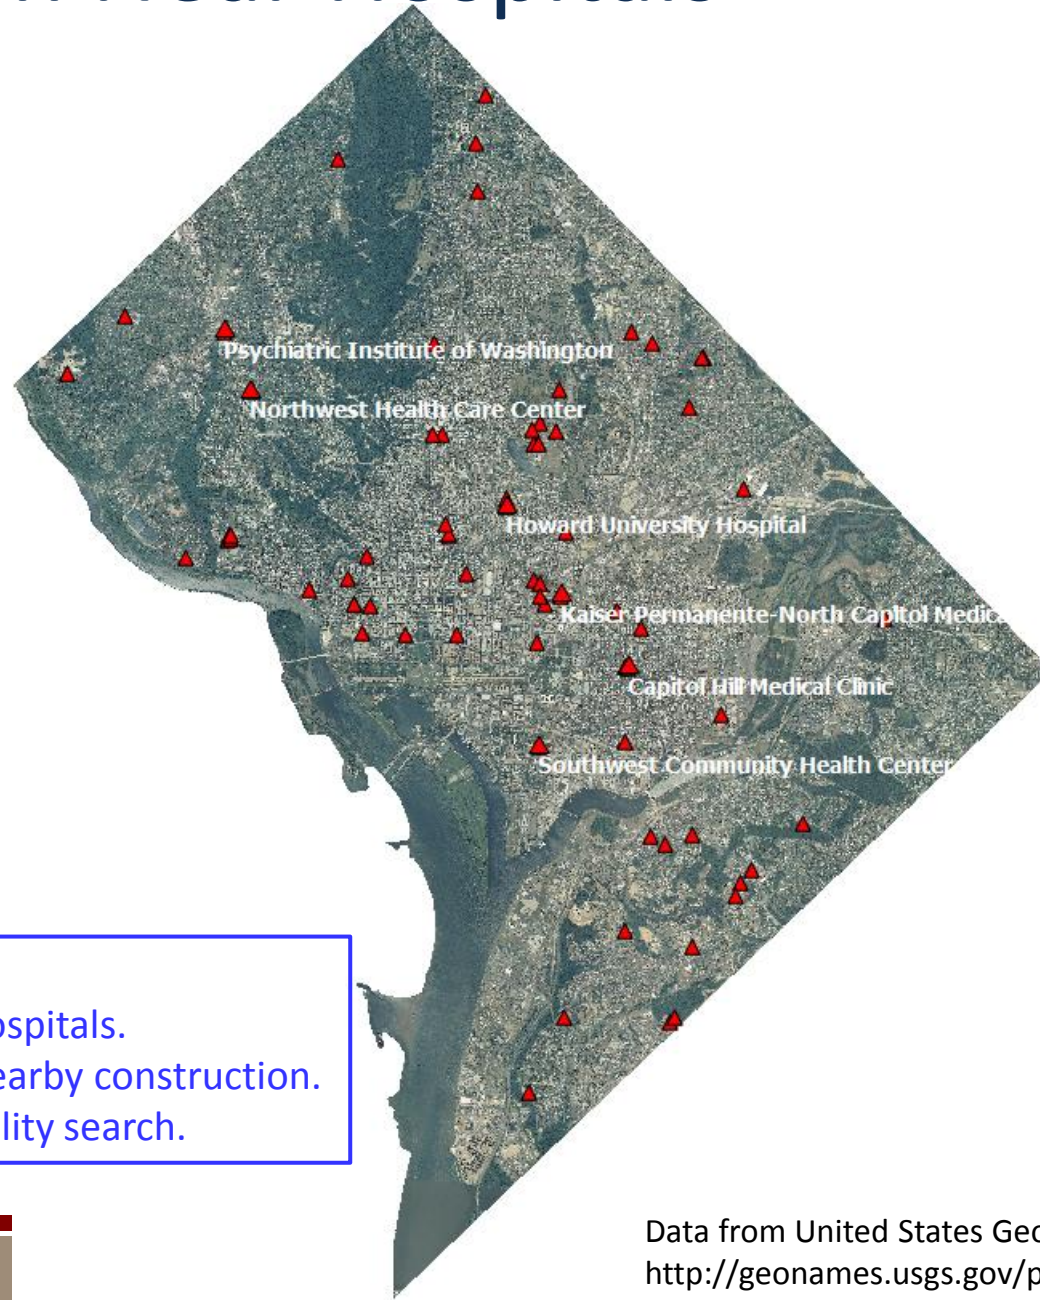 Near Hospitals
Psychiatric Institute of Washington
Northwest Health Care Center
Howard University Hospital
Kaiser Permanente-North Capitol Medic
Capitol Hill Medical Clinic
Southwest Community Health Center
ospitals.
earby construction.
lity search.
Data from United States Geo
http://geonames.usgs.gov/p